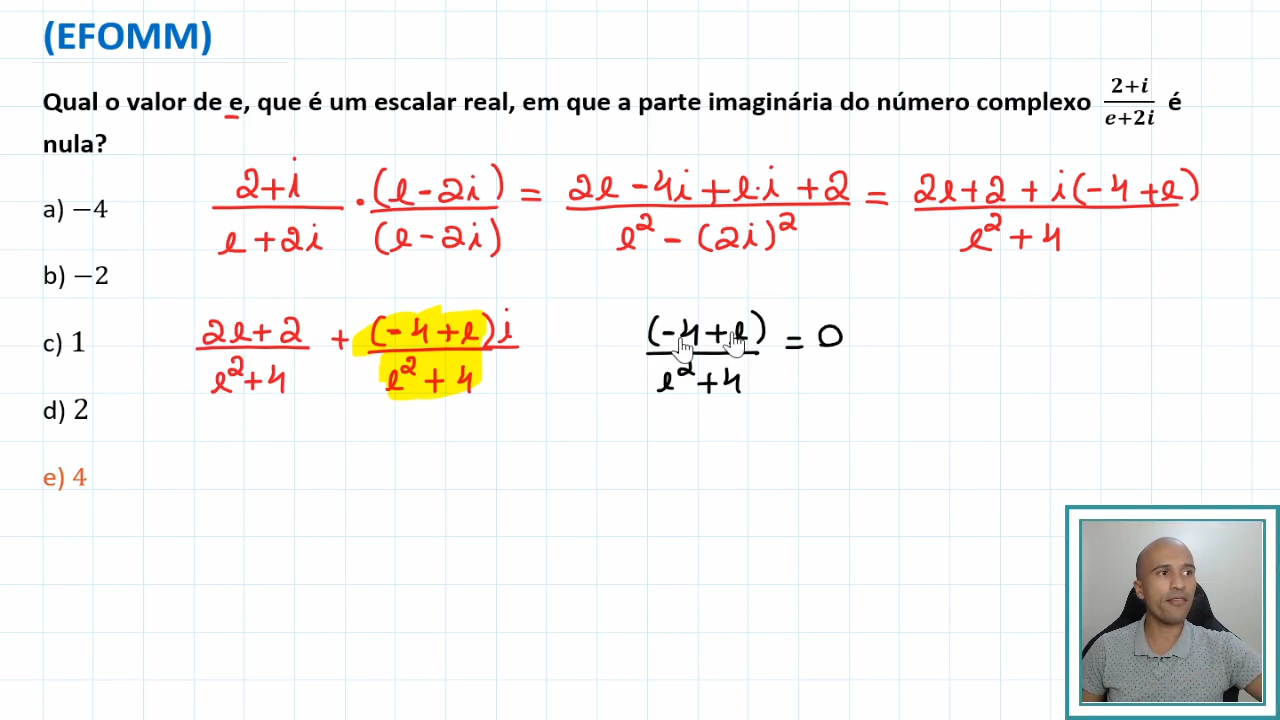 (EFOMM)
Qual o valor de e, que é um escalar real, em que a parte imaginária do número complexo (2+i)/(e+2i) é
nula?
(2+i)/(e+2i) · (e-2i)/(e-2i) = (2e-4i+e·i+2)/(e²-(2i)²) = (2e+2+i(-4+e))/(e²+4)
a) −4
b) −2
(2e+2)/(e²+4) + (-4+e)i/(e²+4)
(-4+e)/(e²+4) = 0
c) 1
d) 2
e) 4